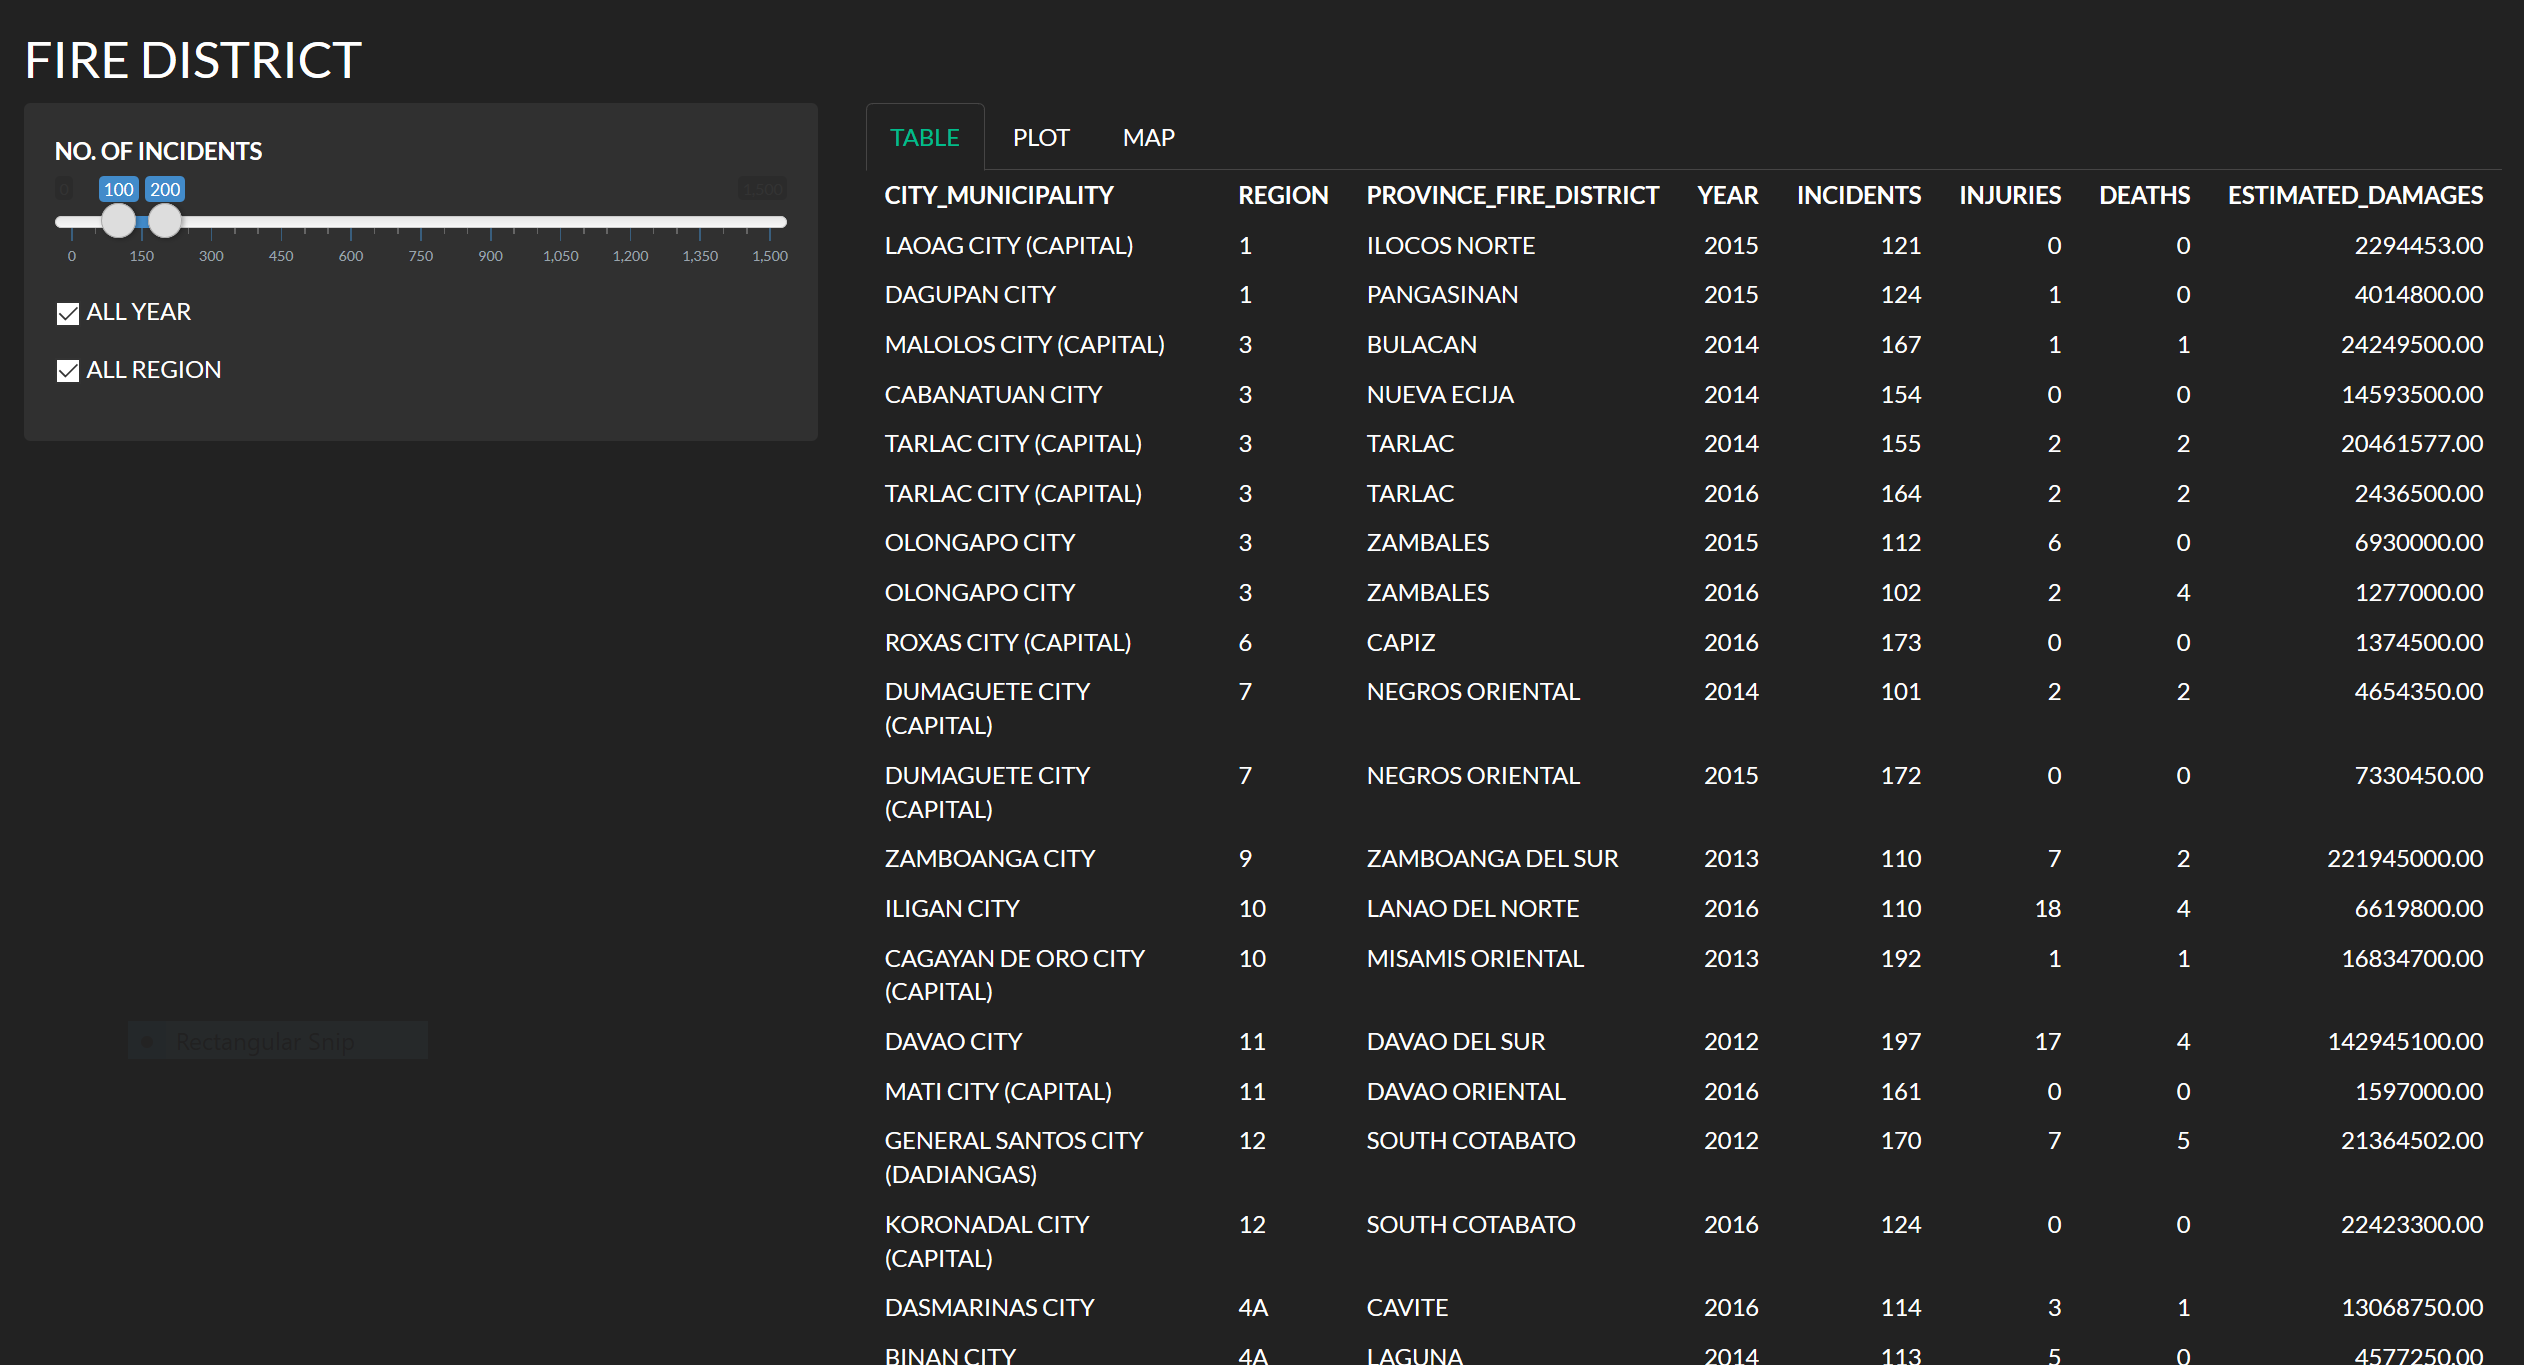 FIRE DISTRICT
NO. OF INCIDENTS
0 100 200 1,500
0 150 300 450 600 750 900 1,050 1,200 1,350 1,500
ALL YEAR
ALL REGION
Rectangular Snip
TABLE PLOT MAP
CITY_MUNICIPALITY REGION PROVINCE_FIRE_DISTRICT YEAR INCIDENTS INJURIES DEATHS ESTIMATED_DAMAGES
LAOAG CITY (CAPITAL) 1 ILOCOS NORTE 2015 121 0 0 2294453.00
DAGUPAN CITY 1 PANGASINAN 2015 124 1 0 4014800.00
MALOLOS CITY (CAPITAL) 3 BULACAN 2014 167 1 1 24249500.00
CABANATUAN CITY 3 NUEVA ECIJA 2014 154 0 0 14593500.00
TARLAC CITY (CAPITAL) 3 TARLAC 2014 155 2 2 20461577.00
TARLAC CITY (CAPITAL) 3 TARLAC 2016 164 2 2 2436500.00
OLONGAPO CITY 3 ZAMBALES 2015 112 6 0 6930000.00
OLONGAPO CITY 3 ZAMBALES 2016 102 2 4 1277000.00
ROXAS CITY (CAPITAL) 6 CAPIZ 2016 173 0 0 1374500.00
DUMAGUETE CITY 7 NEGROS ORIENTAL 2014 101 2 2 4654350.00
(CAPITAL)
DUMAGUETE CITY 7 NEGROS ORIENTAL 2015 172 0 0 7330450.00
(CAPITAL)
ZAMBOANGA CITY 9 ZAMBOANGA DEL SUR 2013 110 7 2 221945000.00
ILIGAN CITY 10 LANAO DEL NORTE 2016 110 18 4 6619800.00
CAGAYAN DE ORO CITY 10 MISAMIS ORIENTAL 2013 192 1 1 16834700.00
(CAPITAL)
DAVAO CITY 11 DAVAO DEL SUR 2012 197 17 4 142945100.00
MATI CITY (CAPITAL) 11 DAVAO ORIENTAL 2016 161 0 0 1597000.00
GENERAL SANTOS CITY 12 SOUTH COTABATO 2012 170 7 5 21364502.00
(DADIANGAS)
KORONADAL CITY 12 SOUTH COTABATO 2016 124 0 0 22423300.00
(CAPITAL)
DASMARINAS CITY 4A CAVITE 2016 114 3 1 13068750.00
BINAN CITY 4A LAGUNA 2014 113 5 0 4577250.00